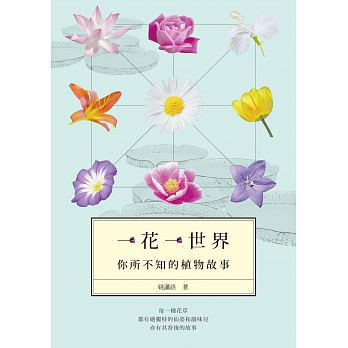 一花一世界
你所不知的植物故事
姚瀛語 著
每一種花草
都有她獨特的仙姿和韻味兒
亦有其背後的故事